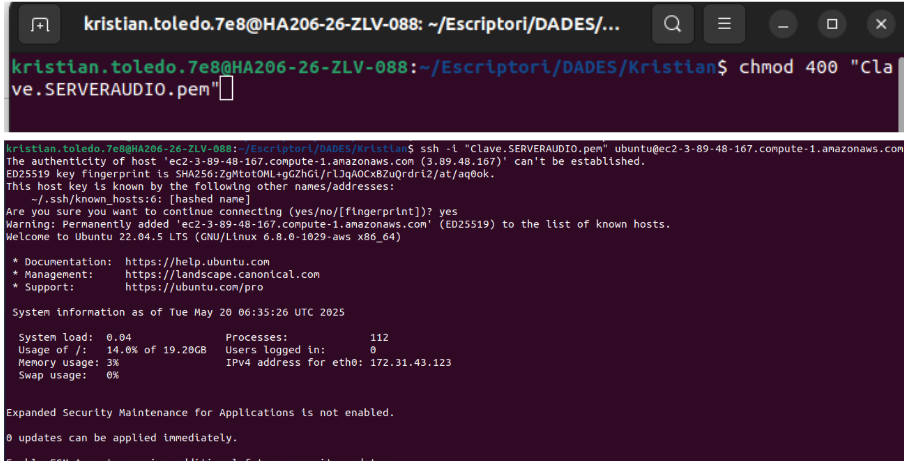 kristian.toledo.7e8@HA206-26-ZLV-088: ~/Escriptori/DADES/...
kristian.toledo.7e8@HA206-26-ZLV-088:~/Escriptori/DADES/Kristian$ chmod 400 "Cla
ve.SERVERAUDIO.pem"
kristian.toledo.7e8@HA206-26-ZLV-088:~/Escriptori/DADES/Kristian$ ssh -i "Clave.SERVERAUDIO.pem" ubuntu@ec2-3-89-48-167.compute-1.amazonaws.com
The authenticity of host 'ec2-3-89-48-167.compute-1.amazonaws.com (3.89.48.167)' can't be established.
ED25519 key fingerprint is SHA256:ZgMtotOML+gGZhGi/rlJqAOCxBZuQrdri2/at/aq0ok.
This host key is known by the following other names/addresses:
~/.ssh/known_hosts:6: [hashed name]
Are you sure you want to continue connecting (yes/no/[fingerprint])? yes
Warning: Permanently added 'ec2-3-89-48-167.compute-1.amazonaws.com' (ED25519) to the list of known hosts.
Welcome to Ubuntu 22.04.5 LTS (GNU/Linux 6.8.0-1029-aws x86_64)
* Documentation: https://help.ubuntu.com
* Management: https://landscape.canonical.com
* Support: https://ubuntu.com/pro
System information as of Tue May 20 06:35:26 UTC 2025
System load: 0.04 Processes: 112
Usage of /: 14.0% of 19.20GB Users logged in: 0
Memory usage: 3% IPv4 address for eth0: 172.31.43.123
Swap usage: 0%
Expanded Security Maintenance for Applications is not enabled.
0 updates can be applied immediately.